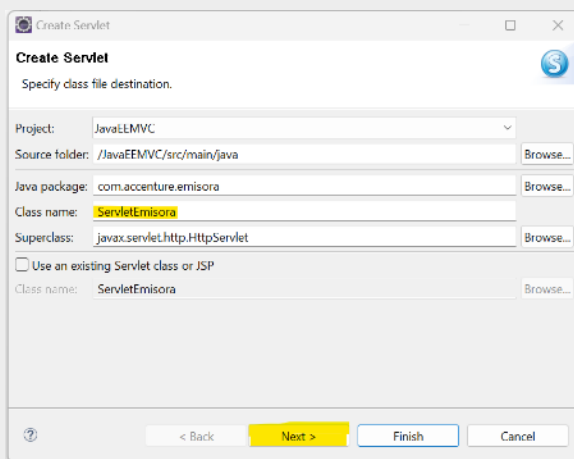 Create Servlet
Create Servlet
Specify class file destination.
Project: JavaEEMVC
Source folder: /JavaEEMVC/src/main/java Browse...
Java package: com.accenture.emisora Browse...
Class name: ServletEmisora
Superclass: javax.servlet.http.HttpServlet Browse...
Use an existing Servlet class or JSP
Class name: ServletEmisora Browse...
? < Back Next > Finish Cancel